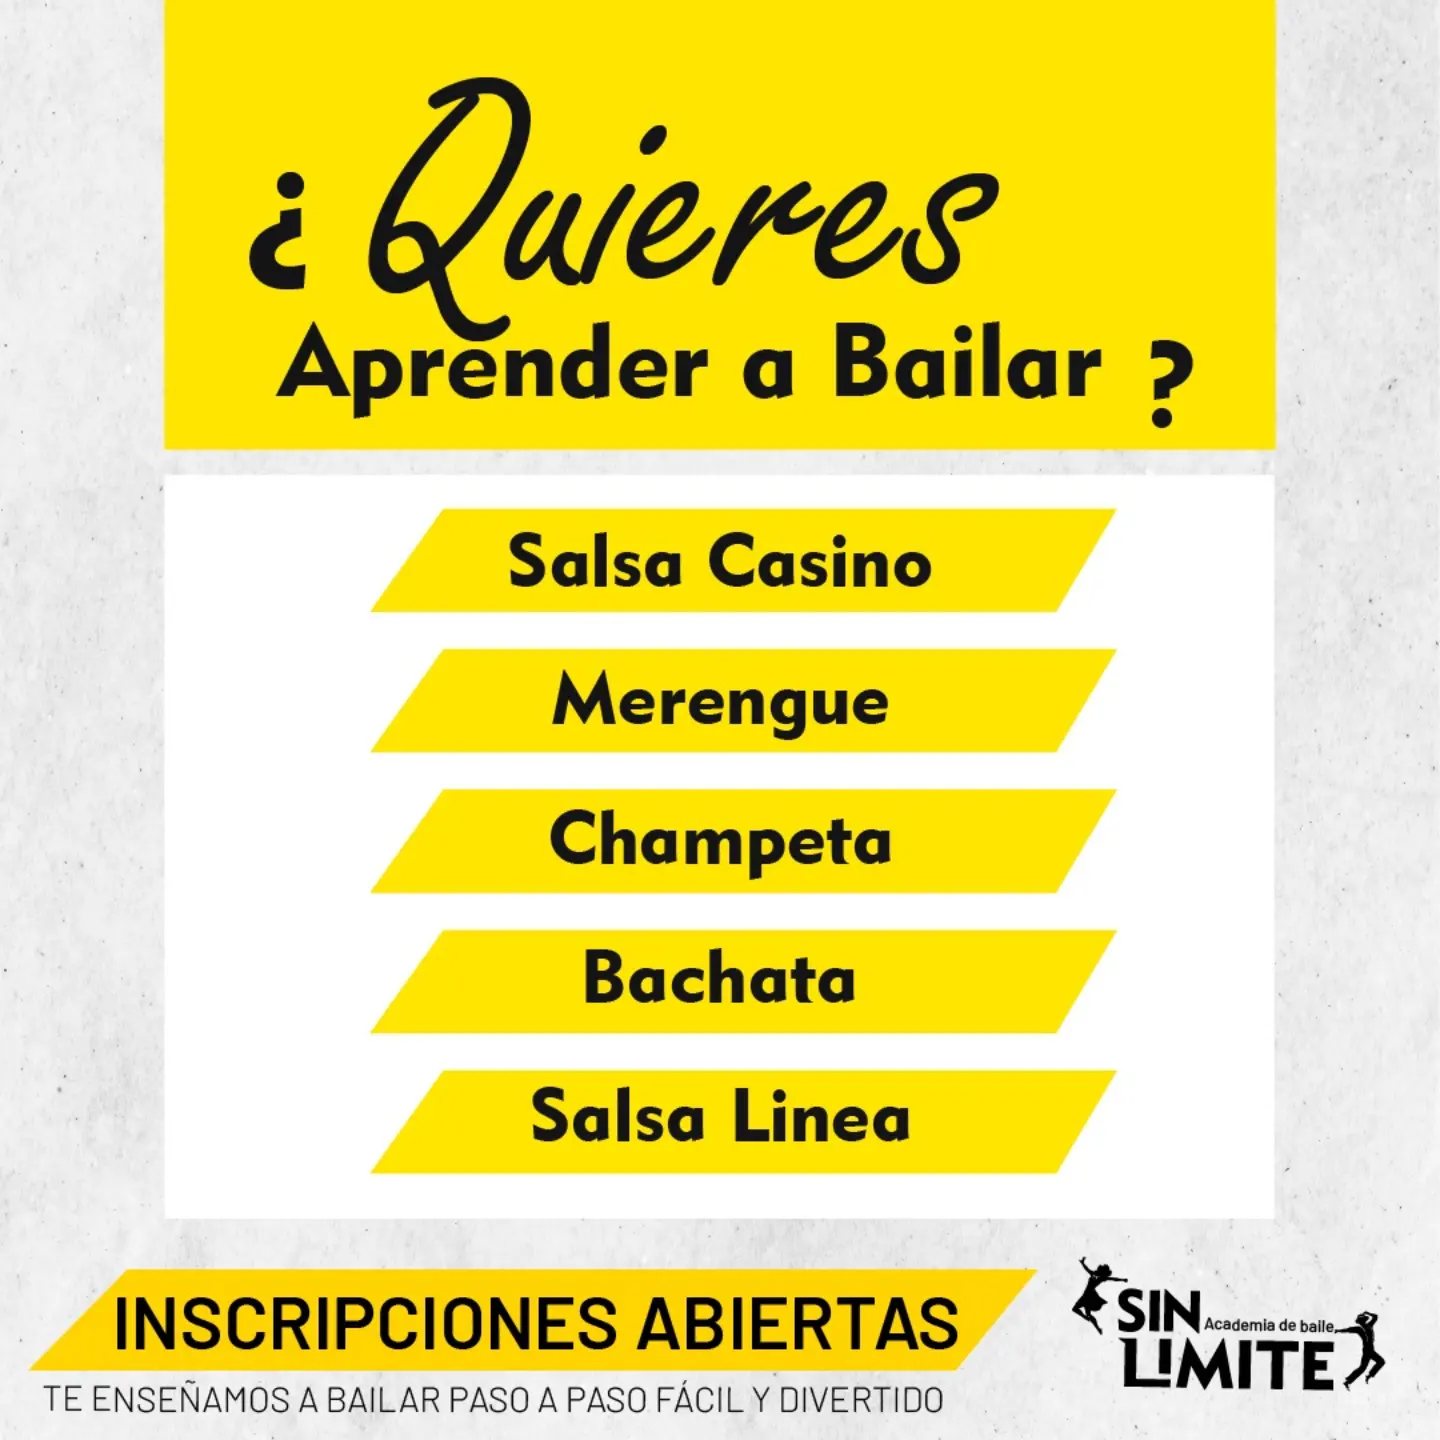 ¿ Quieres
Aprender a Bailar ?
Salsa Casino
Merengue
Champeta
Bachata
Salsa Linea
INSCRIPCIONES ABIERTAS
TE ENSEÑAMOS A BAILAR PASO A PASO FÁCIL Y DIVERTIDO
SIN
Academia de baile
LIMITE